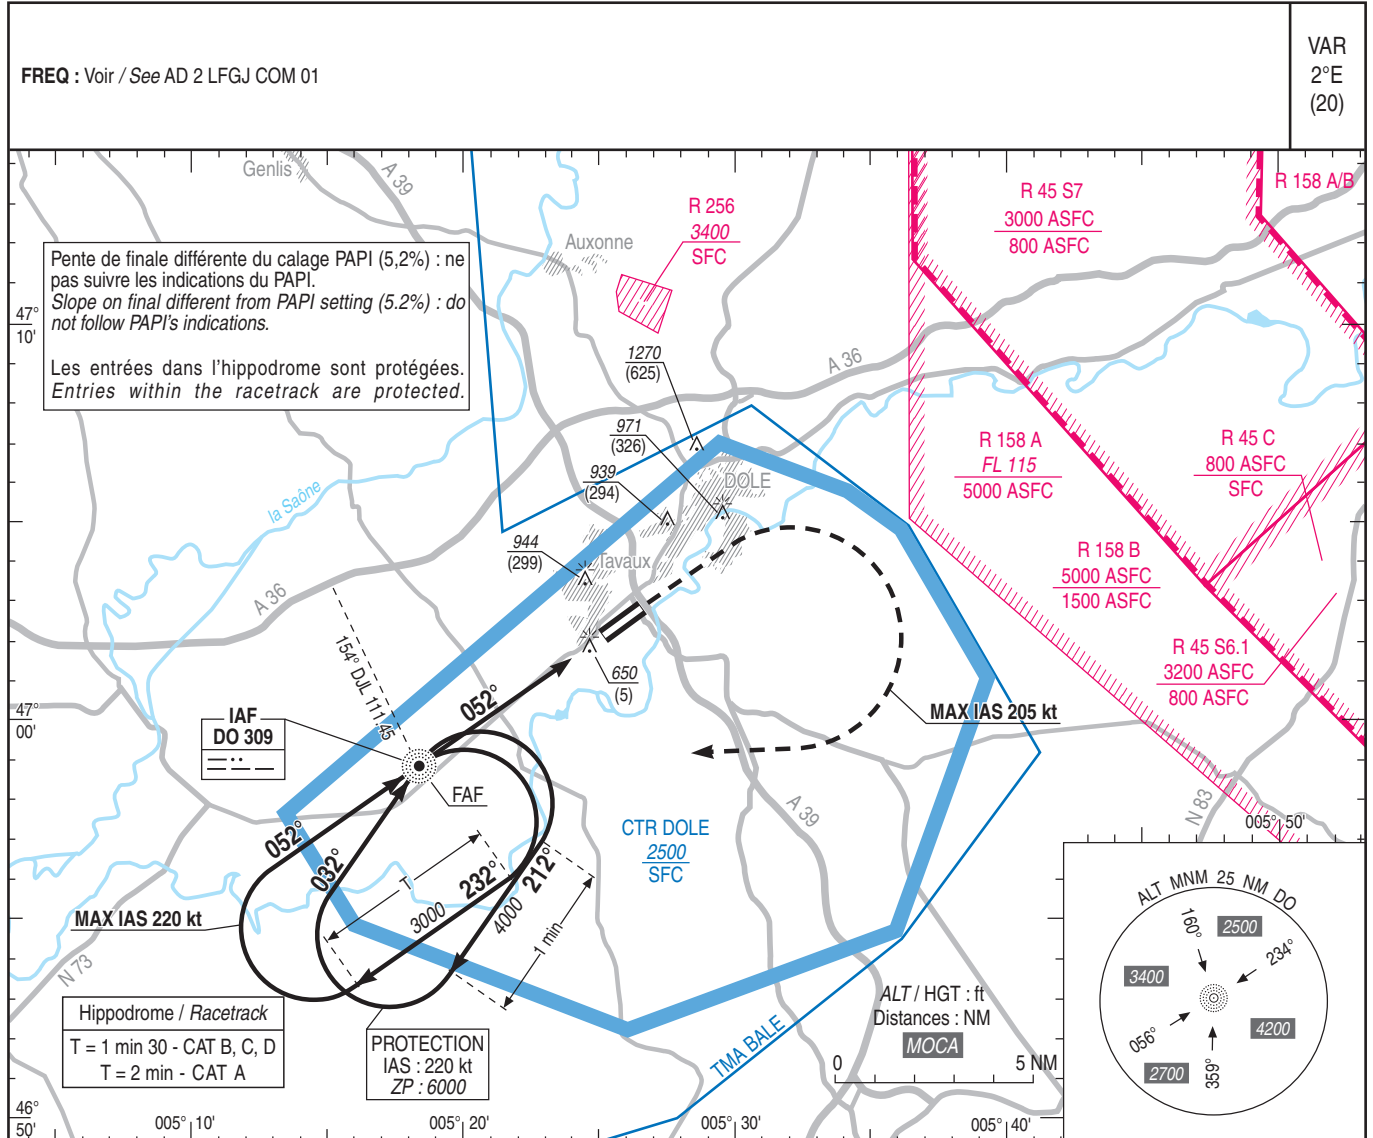 FREQ : Voir / See AD 2 LFGJ COM 01
VAR
2°E
(20)
Genlis
A 39
R 256
3400
SFC
R 45 S7
3000 ASFC
800 ASFC
R 158 A/B
Auxonne
Pente de finale différente du calage PAPI (5,2%) : ne
pas suivre les indications du PAPI.
Slope on final different from PAPI setting (5.2%) : do
not follow PAPI's indications.
Les entrées dans l'hippodrome sont protégées.
Entries within the racetrack are protected.
47°
10'
1270
(625)
A 36
971
(326)
939
(294)
DOLE
R 158 A
FL 115
5000 ASFC
R 45 C
800 ASFC
SFC
la Saône
944
(299)
Tavaux
R 158 B
5000 ASFC
1500 ASFC
A 36
154° DJL 111.45
650
(5)
R 45 S6.1
3200 ASFC
800 ASFC
052°
MAX IAS 205 kt
47°
00'
IAF
DO 309
FAF
A 39
N 83
005° 50'
CTR DOLE
2500
SFC
052°
032°
T
232°
212°
3000
4000
1 min
MAX IAS 220 kt
N 73
ALT MNM 25 NM DO
160°
2500
234°
3400
4200
056°
2700
359°
ALT / HGT : ft
Distances : NM
MOCA
0
5 NM
Hippodrome / Racetrack
T = 1 min 30 - CAT B, C, D
T = 2 min - CAT A
PROTECTION
IAS : 220 kt
ZP : 6000
TMA BALE
46°
50'
005° 10'
005° 20'
005° 30'
005° 40'